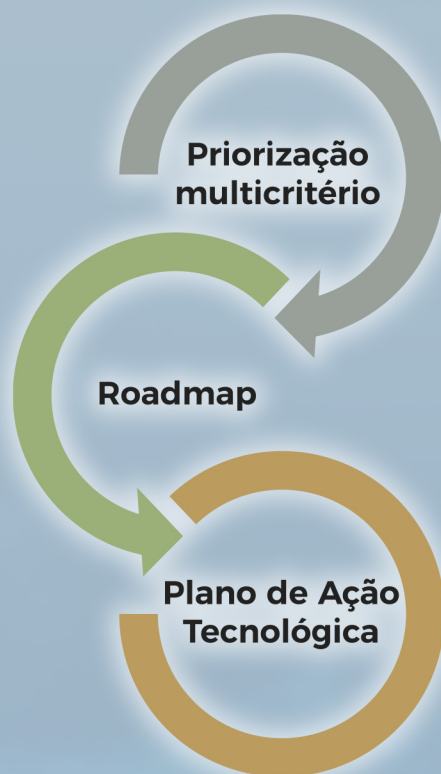 Priorização
multicritério
Roadmap
Plano de Ação
Tecnológica